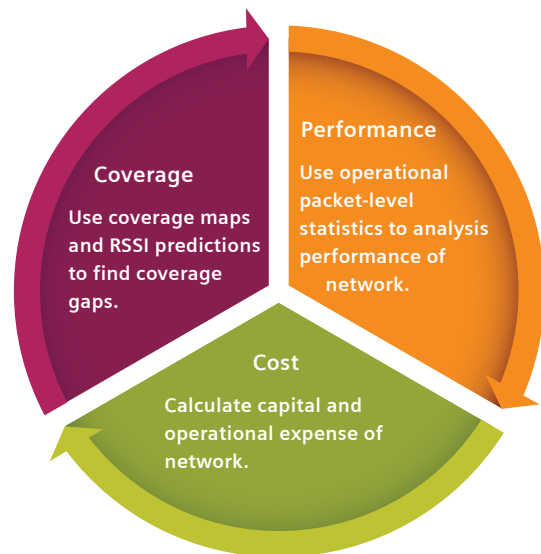 Coverage
Use coverage maps
and RSSI predictions
to find coverage
gaps.
Performance
Use operational
packet-level
statistics to analysis
performance of
network.
Cost
Calculate capital and
operational expense of
network.